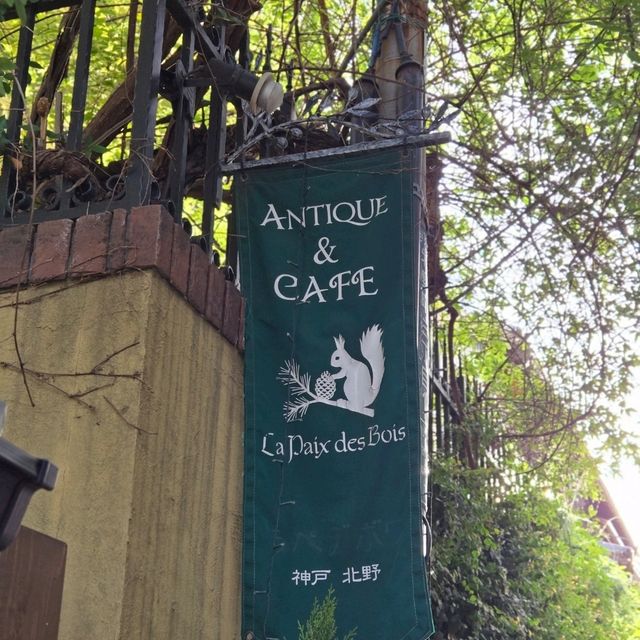 ANTIQUE
&
CAFE
La Paix des Bois
神戸 北野